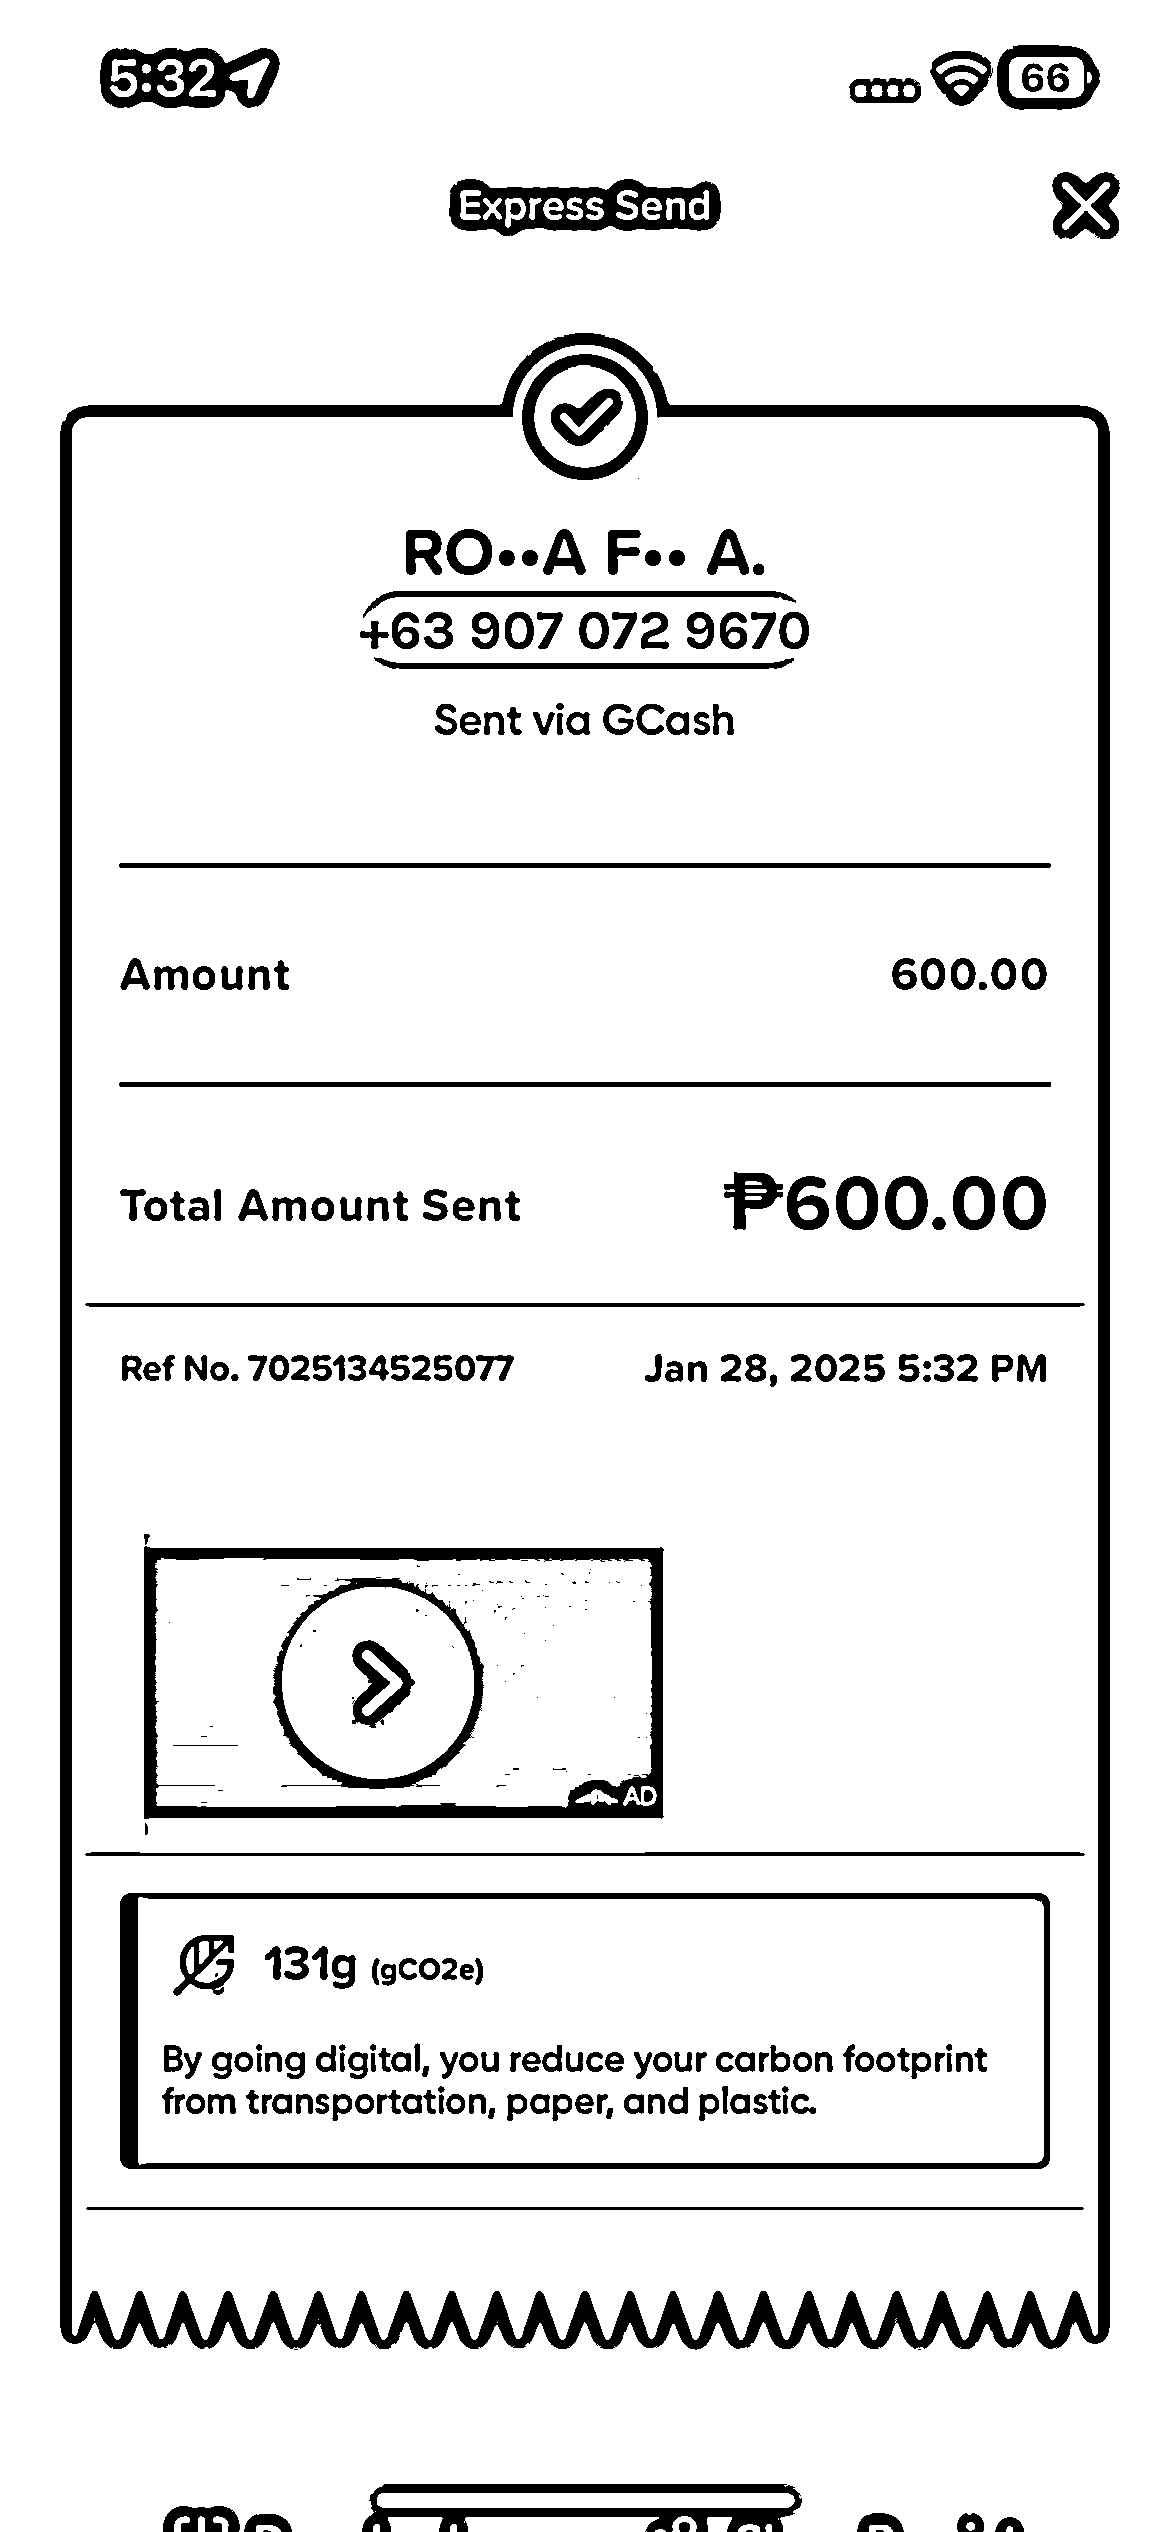 5:32
66
Express Send
RO••A F•• A.
+63 907 072 9670
Sent via GCash
Amount 600.00
Total Amount Sent ₱600.00
Ref No. 7025134525077 Jan 28, 2025 5:32 PM
AD
131g (gCO2e)
By going digital, you reduce your carbon footprint
from transportation, paper, and plastic.